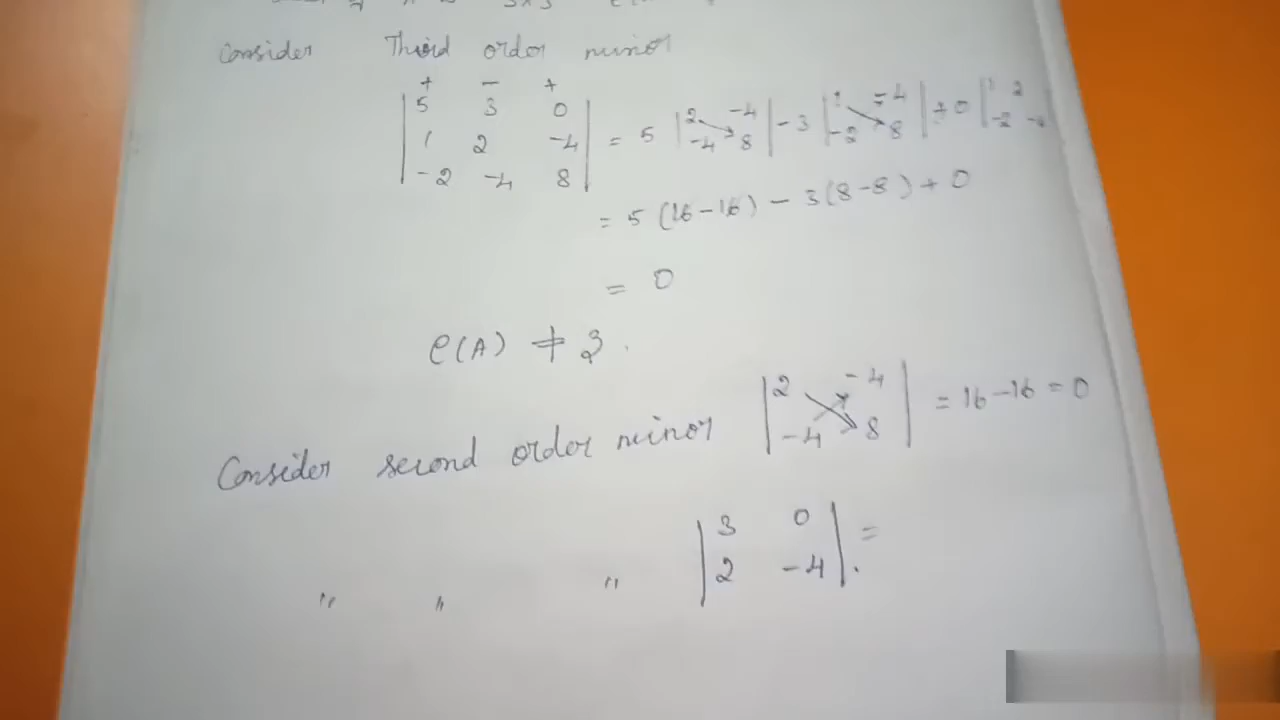 3x3
Consider Third order minor
+ − +
|5 3 0|
|1 2 -4| = 5 |2 -4; -4 8| - 3 |1 -4; -2 8| + 0 |1 2; -2 -4|
|-2 -4 8|
= 5 (16-16) - 3(8-8) + 0
= 0
ρ(A) ≠ 3.
Consider second order minor |2 -4; -4 8| = 16-16 = 0
" " " |3 0; 2 -4| =